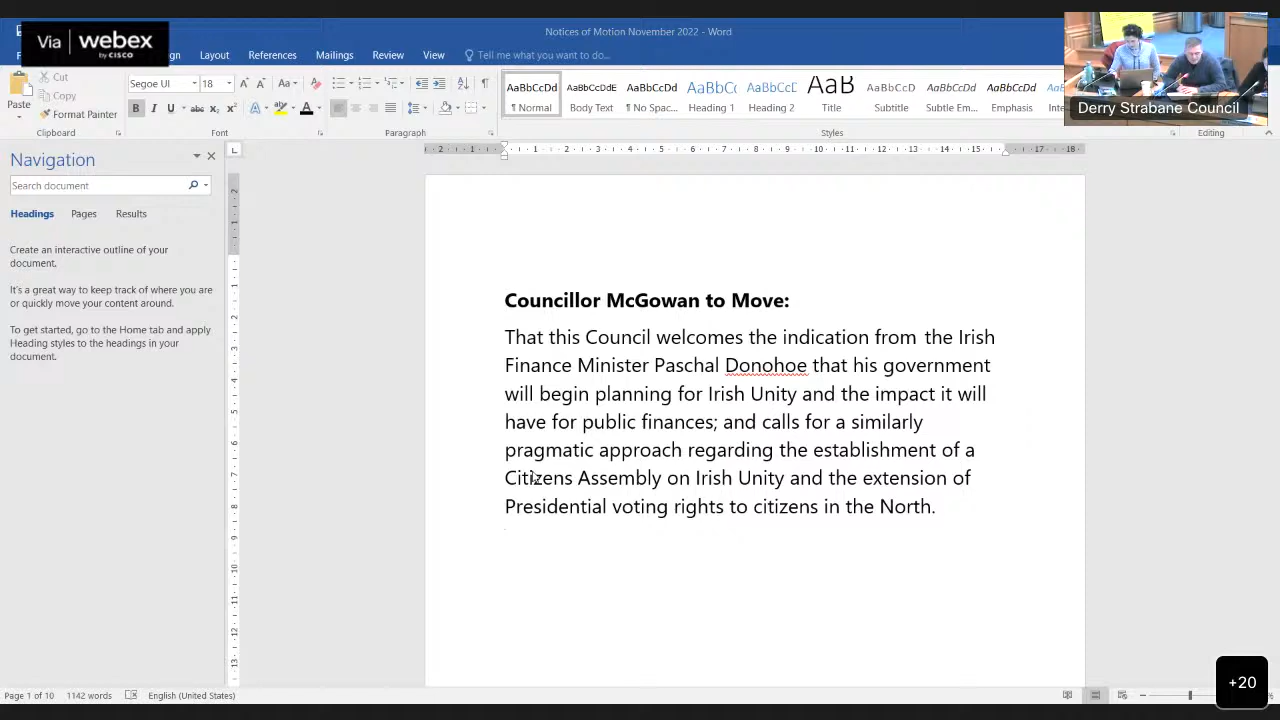 Via webex
by CISCO
Notices of Motion November 2022 - Word
Layout References Mailings Review View Tell me what you want to do...
Cut
Copy
Format Painter
Paste
Segoe UI 18
Clipboard
Font
Paragraph
AaBbCcDd AaBbCcDdE AaBbCcDd AaBbCc AaBbCcD AaB AaBbCcD AaBbCcDd AaBbCcDd
¶ Normal Body Text ¶ No Spac... Heading 1 Heading 2 Title Subtitle Subtle Em... Emphasis
Styles
Editing
Derry Strabane Council
Navigation
Search document
Headings Pages Results
Create an interactive outline of your
document.
It's a great way to keep track of where you are
or quickly move your content around.
To get started, go to the Home tab and apply
Heading styles to the headings in your
document.
Councillor McGowan to Move:
That this Council welcomes the indication from the Irish
Finance Minister Paschal Donohoe that his government
will begin planning for Irish Unity and the impact it will
have for public finances; and calls for a similarly
pragmatic approach regarding the establishment of a
Citizens Assembly on Irish Unity and the extension of
Presidential voting rights to citizens in the North.
Page 1 of 10 1142 words English (United States)
+20